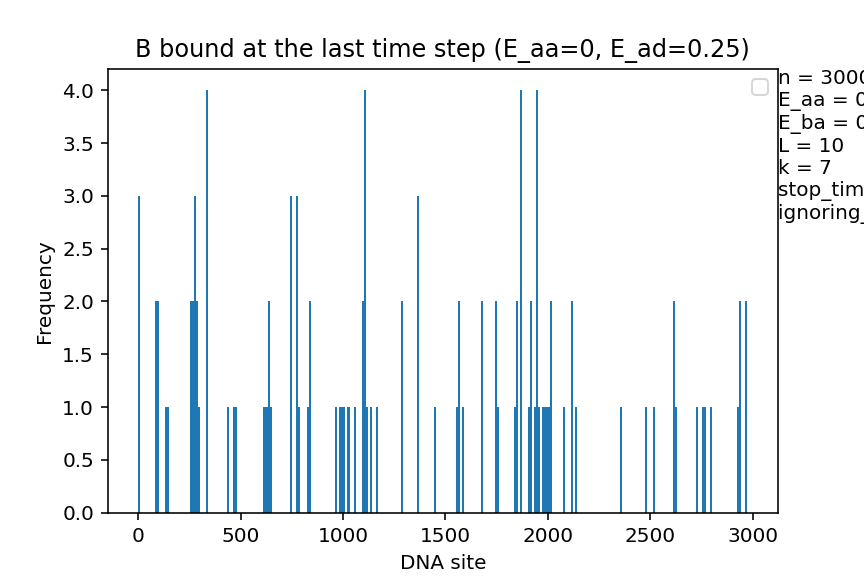 B bound at the last time step (E_aa=0, E_ad=0.25)
n = 3000
E_aa = 0
E_ba = 0
L = 10
k = 7
stop_tim
ignoring_
4.0
3.5
3.0
2.5
2.0
1.5
1.0
0.5
0.0
Frequency
0 500 1000 1500 2000 2500 3000
DNA site